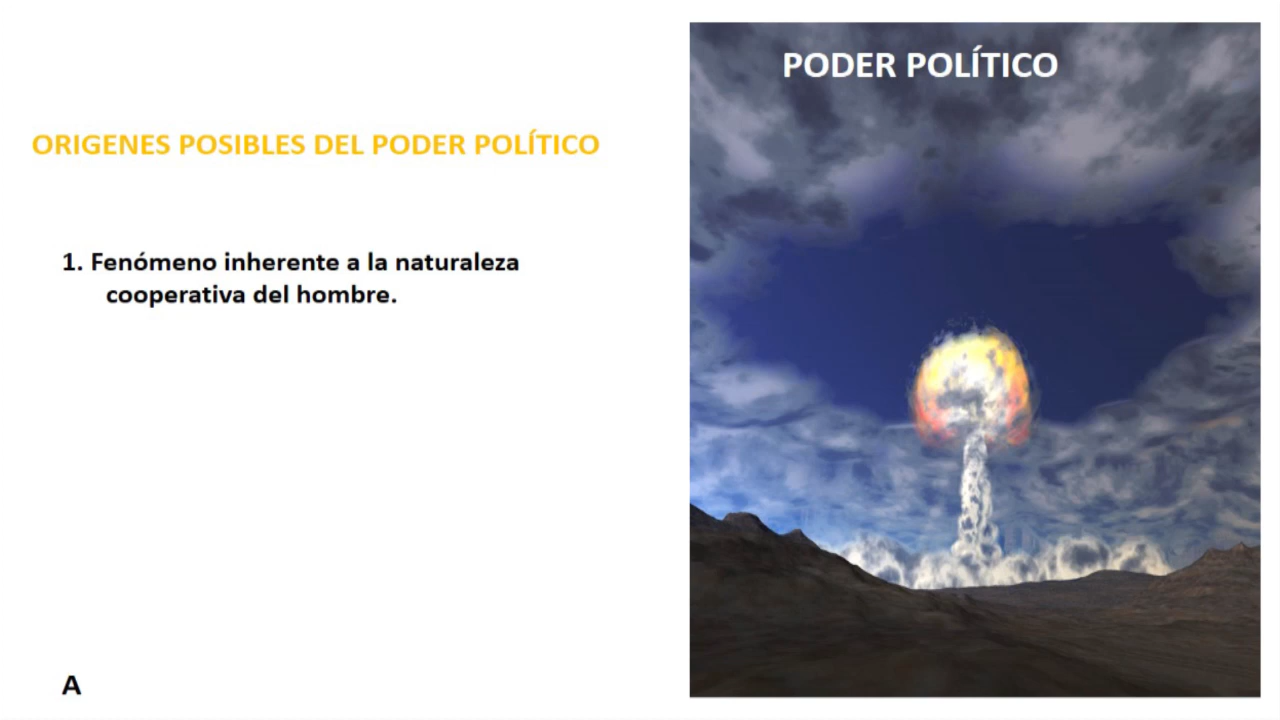 PODER POLÍTICO
ORIGENES POSIBLES DEL PODER POLÍTICO
1. Fenómeno inherente a la naturaleza
cooperativa del hombre.
A